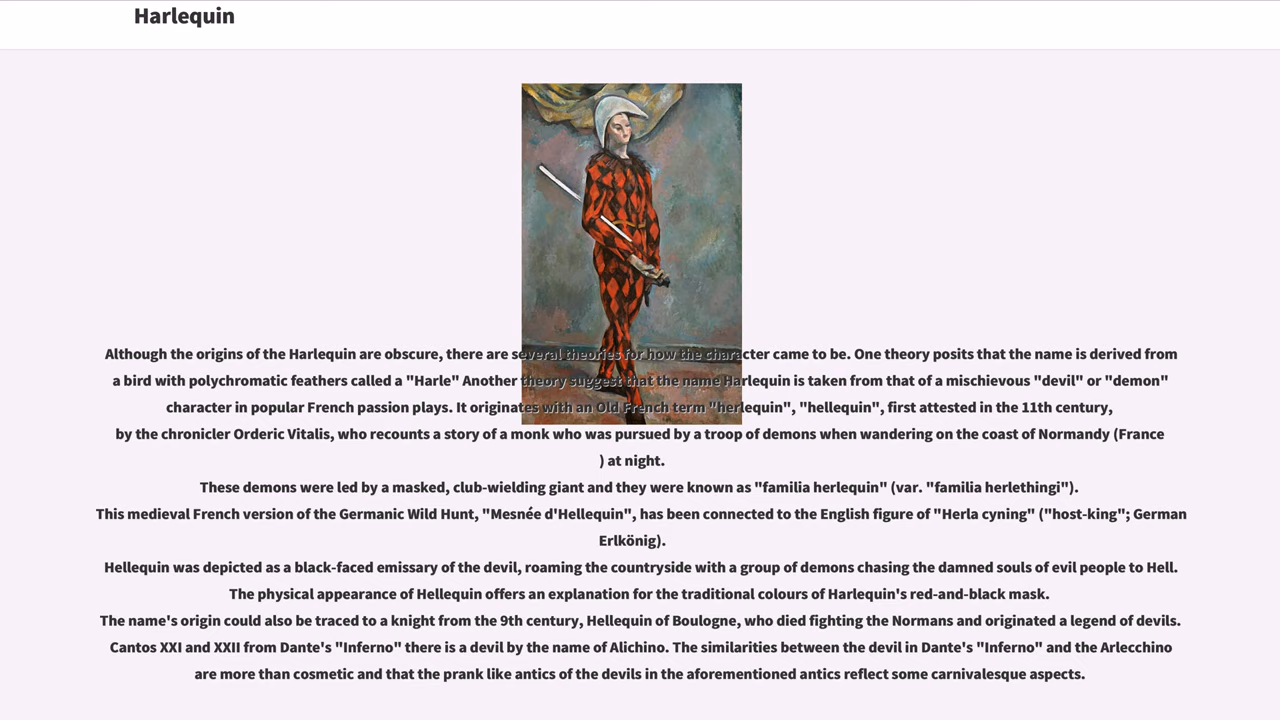 Harlequin
Although the origins of the Harlequin are obscure, there are several theories for how the character came to be. One theory posits that the name is derived from
a bird with polychromatic feathers called a "Harle" Another theory suggest that the name Harlequin is taken from that of a mischievous "devil" or "demon"
character in popular French passion plays. It originates with an Old French term "herlequin", "hellequin", first attested in the 11th century,
by the chronicler Orderic Vitalis, who recounts a story of a monk who was pursued by a troop of demons when wandering on the coast of Normandy (France
) at night.
These demons were led by a masked, club-wielding giant and they were known as "familia herlequin" (var. "familia herlethingi").
This medieval French version of the Germanic Wild Hunt, "Mesnée d'Hellequin", has been connected to the English figure of "Herla cyning" ("host-king"; German
Erlkönig).
Hellequin was depicted as a black-faced emissary of the devil, roaming the countryside with a group of demons chasing the damned souls of evil people to Hell.
The physical appearance of Hellequin offers an explanation for the traditional colours of Harlequin's red-and-black mask.
The name's origin could also be traced to a knight from the 9th century, Hellequin of Boulogne, who died fighting the Normans and originated a legend of devils.
Cantos XXI and XXII from Dante's "Inferno" there is a devil by the name of Alichino. The similarities between the devil in Dante's "Inferno" and the Arlecchino
are more than cosmetic and that the prank like antics of the devils in the aforementioned antics reflect some carnivalesque aspects.